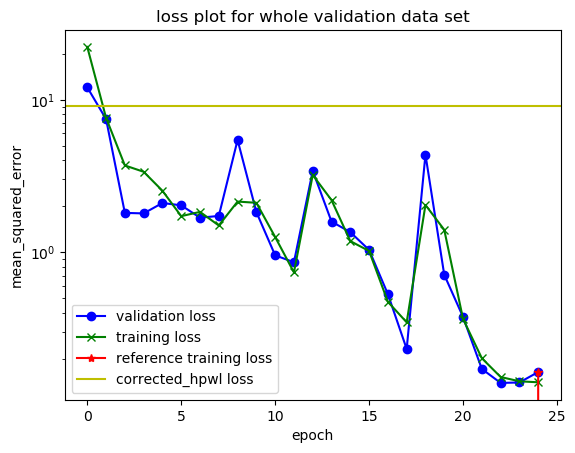 loss plot for whole validation data set
mean_squared_error
10¹
10⁰
validation loss
training loss
reference training loss
corrected_hpwl loss
0
5
10
15
20
25
epoch